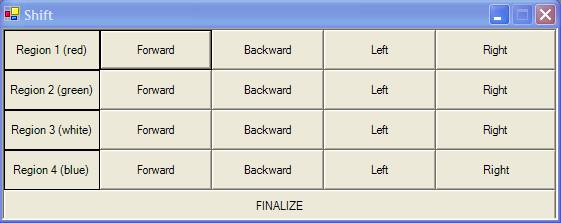 Shift
Region 1 (red) Forward Backward Left Right
Region 2 (green) Forward Backward Left Right
Region 3 (white) Forward Backward Left Right
Region 4 (blue) Forward Backward Left Right
FINALIZE